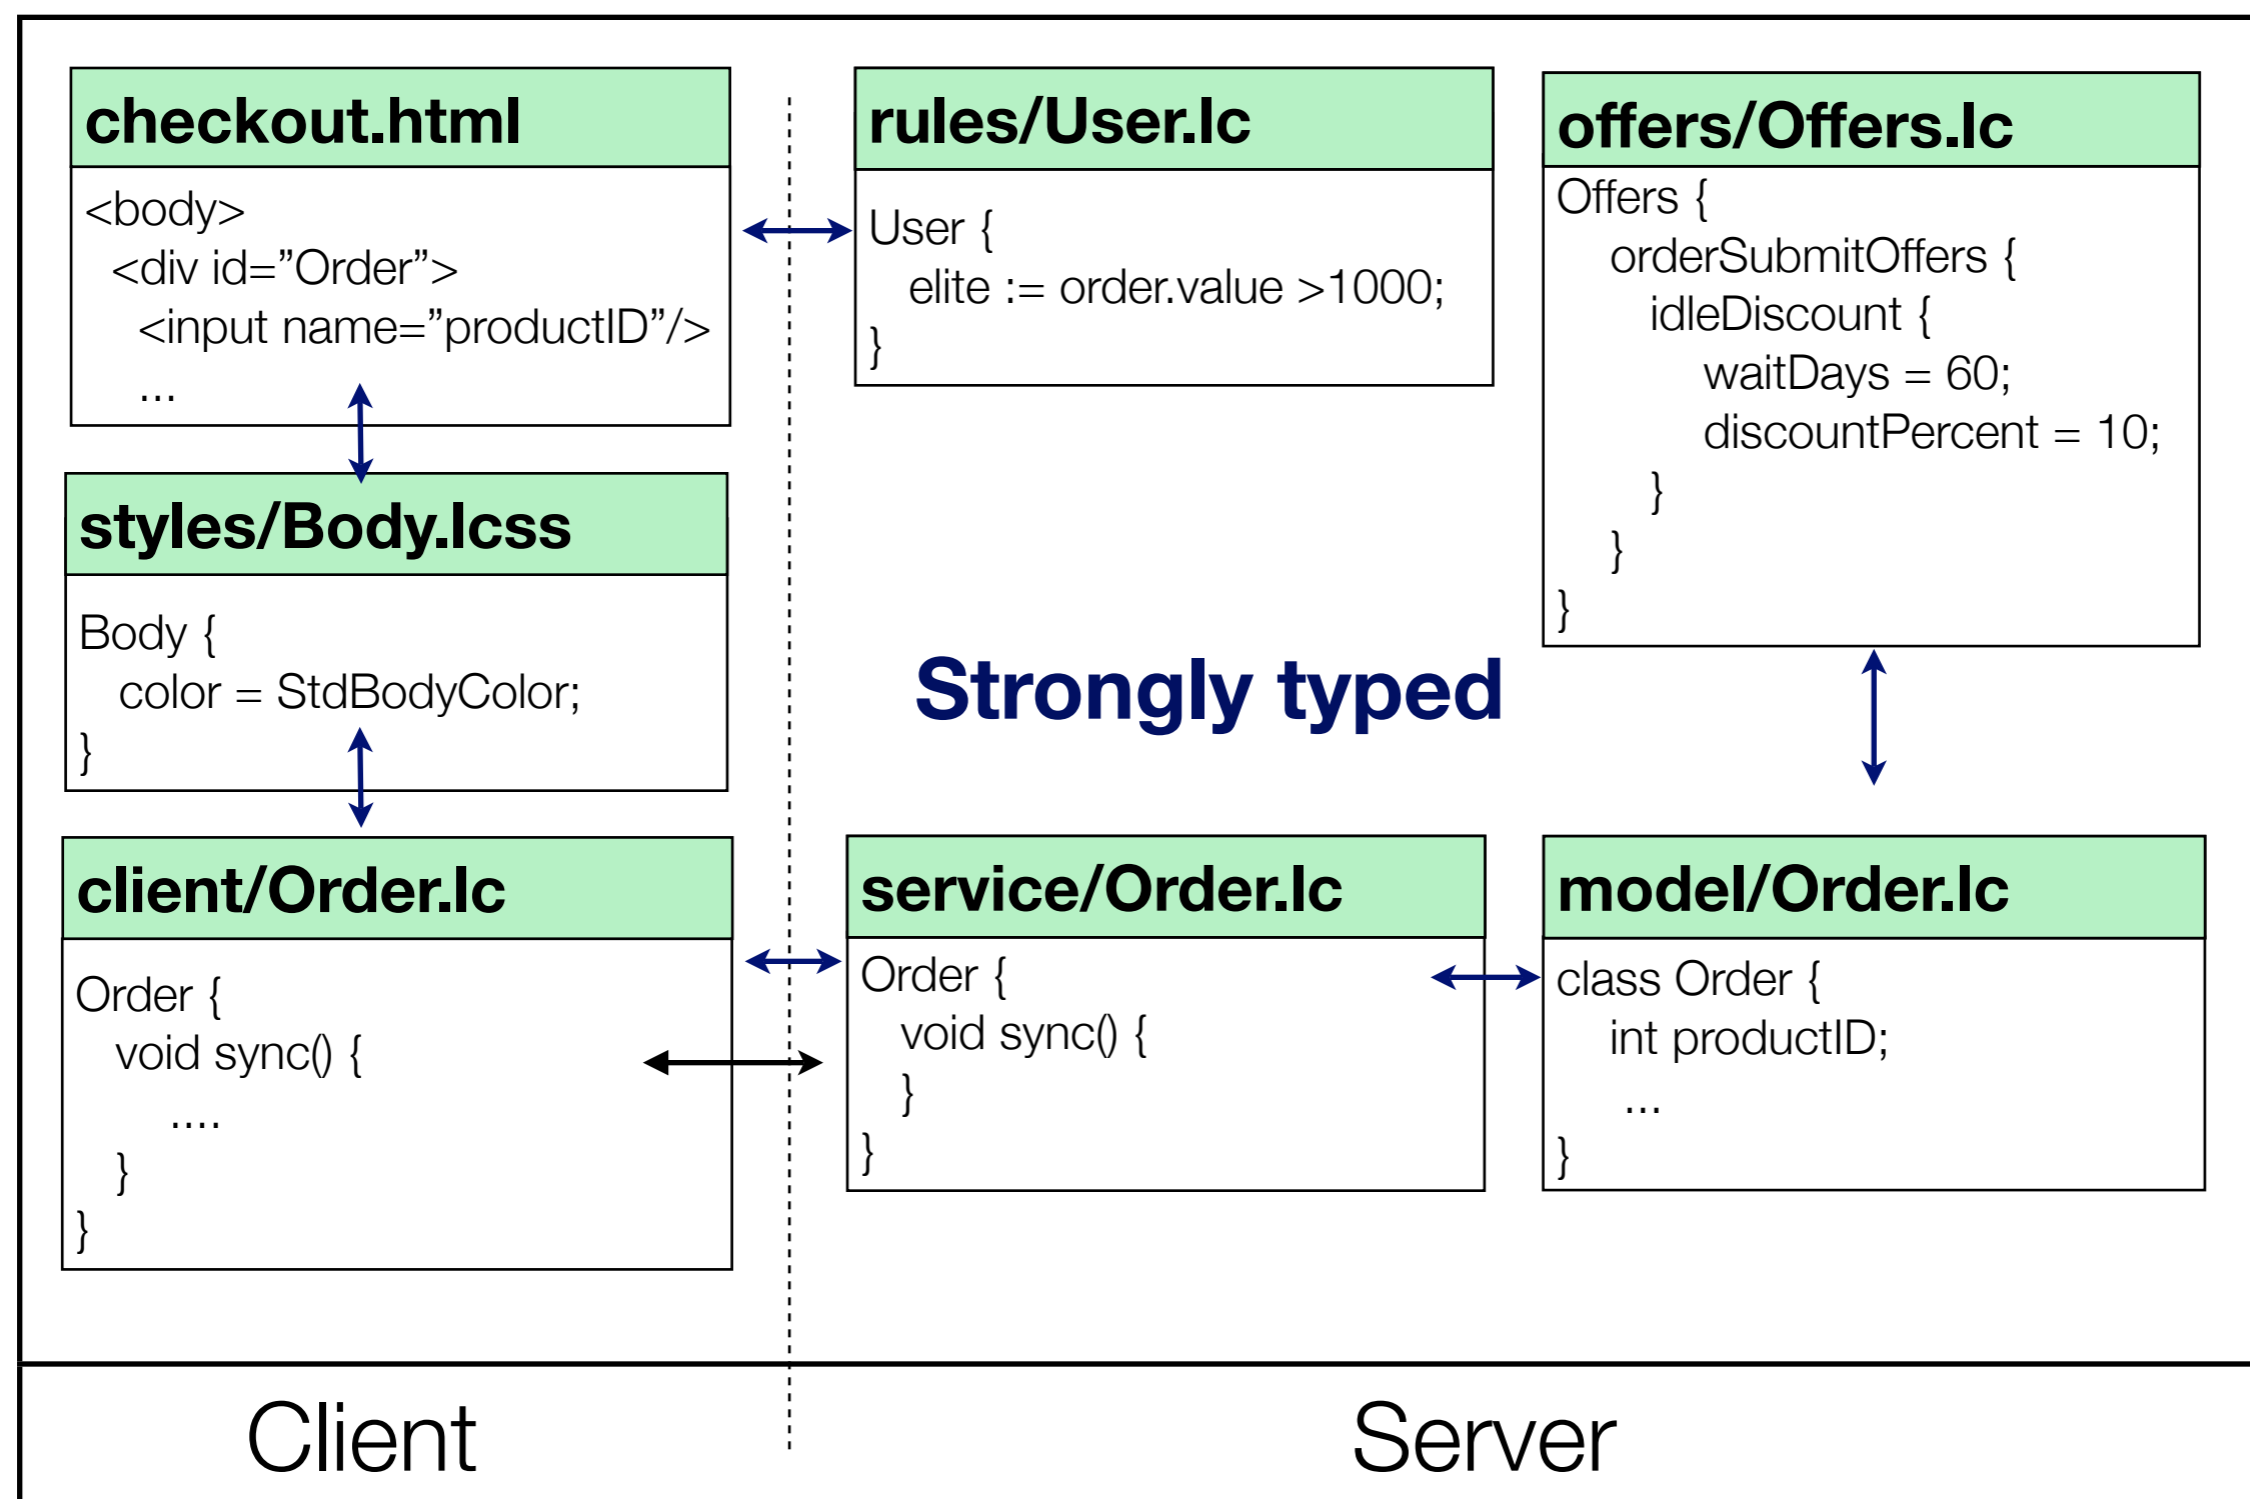 checkout.html
<body>
<div id=”Order”>
<input name=”productID”/>
...
styles/Body.lcss
Body {
color = StdBodyColor;
}
client/Order.lc
Order {
void sync() {
....
}
}
rules/User.lc
User {
elite := order.value >1000;
}
offers/Offers.lc
Offers {
orderSubmitOffers {
idleDiscount {
waitDays = 60;
discountPercent = 10;
}
}
}
Strongly typed
service/Order.lc
Order {
void sync() {
}
}
model/Order.lc
class Order {
int productID;
...
}
Client
Server